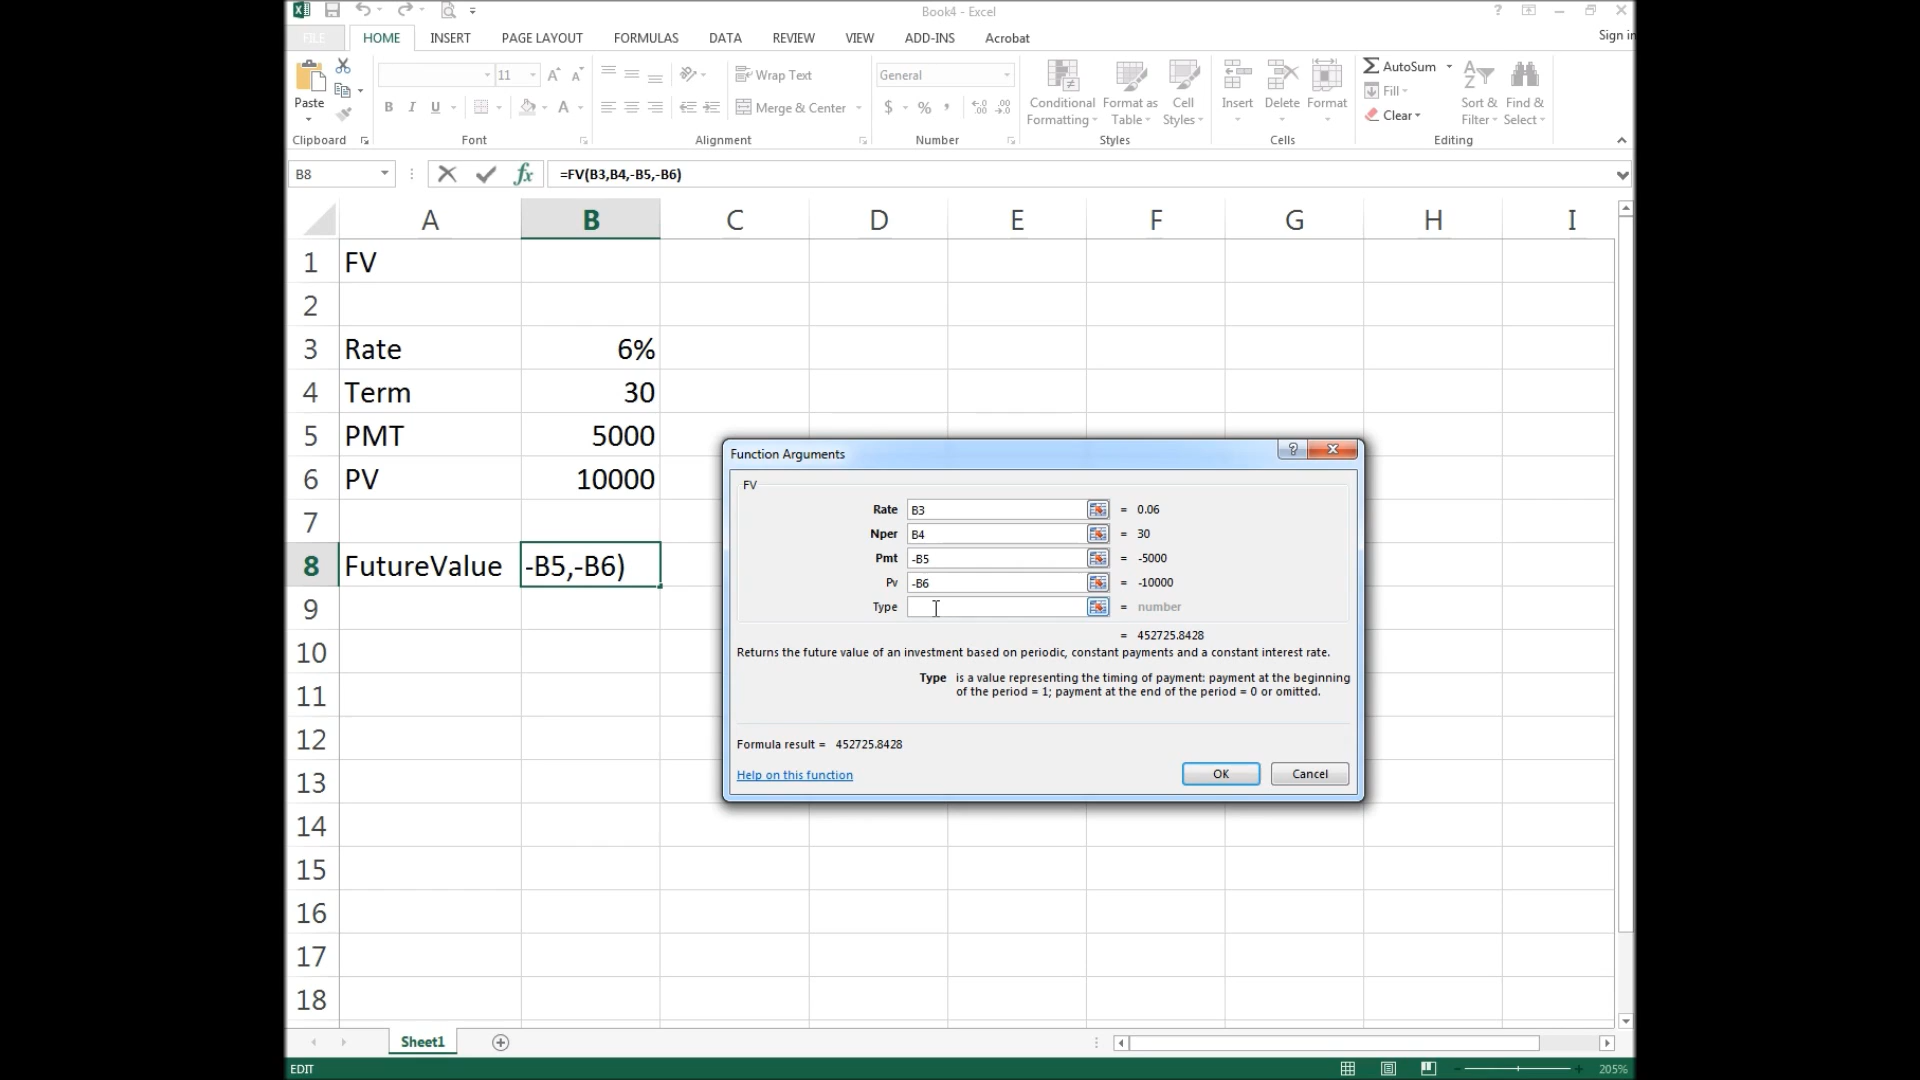 Book4 - Excel
?
FILE HOME INSERT PAGE LAYOUT FORMULAS DATA REVIEW VIEW ADD-INS Acrobat
Sign in
Paste
Clipboard
11
A A
B I U A
Font
Wrap Text
Merge & Center
Alignment
General
$ % ,
Number
Conditional Formatting
Format as Table
Cell Styles
Styles
Insert Delete Format
Cells
AutoSum
Fill
Clear
Sort & Filter
Find & Select
Editing
B8
fx
=FV(B3,B4,-B5,-B6)
A B C D E F G H I
1 FV
2
3 Rate 6%
4 Term 30
5 PMT 5000
6 PV 10000
7
8 FutureValue -B5,-B6)
9
10
11
12
13
14
15
16
17
18
Function Arguments
?
FV
Rate B3 = 0.06
Nper B4 = 30
Pmt -B5 = -5000
Pv -B6 = -10000
Type = number
= 452725.8428
Returns the future value of an investment based on periodic, constant payments and a constant interest rate.
Type is a value representing the timing of payment: payment at the beginning
of the period = 1; payment at the end of the period = 0 or omitted.
Formula result = 452725.8428
Help on this function
OK Cancel
Sheet1
EDIT
205%